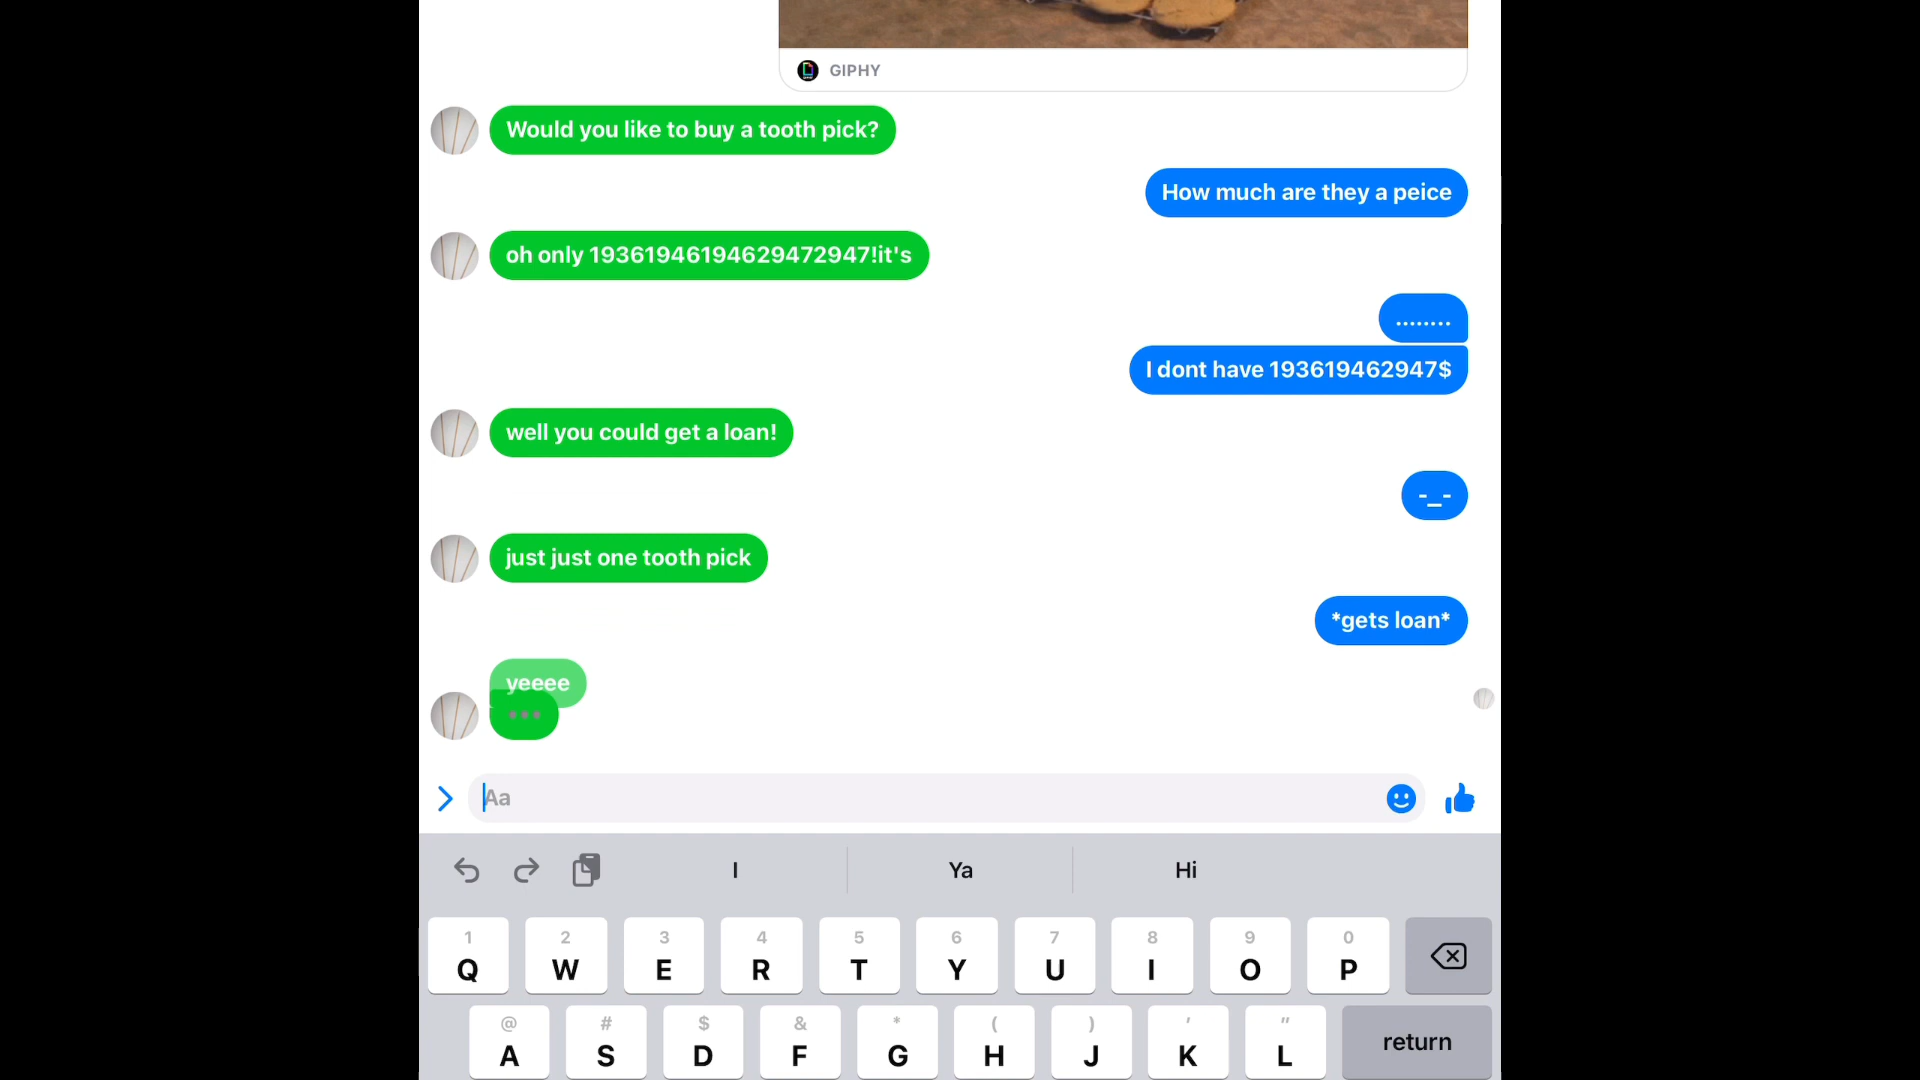 GIPHY
Would you like to buy a tooth pick?
How much are they a peice
oh only 19361946194629472947!it's
........
I dont have 193619462947$
well you could get a loan!
-_-
just just one tooth pick
*gets loan*
yeeee
Aa
I Ya Hi
1 2 3 4 5 6 7 8 9 0
Q W E R T Y U I O P
@ # $ & * ( ) ' "
A S D F G H J K L return